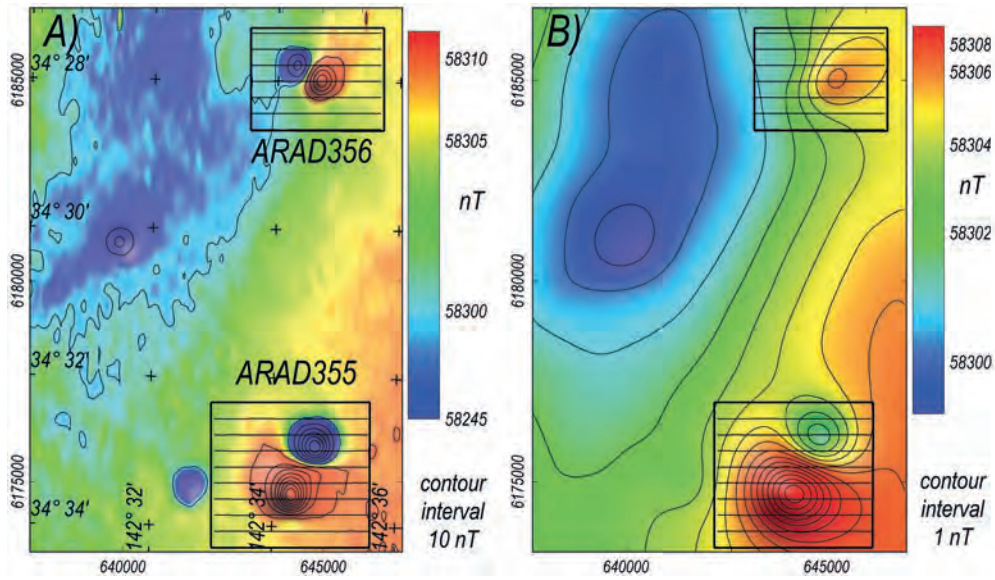 A)
34° 28'
34° 30'
34° 32'
34° 34'
142° 32'
142° 34'
142° 36'
ARAD356
ARAD355
6185000
6180000
6175000
640000
645000
58310
58305
nT
58300
58245
contour
interval
10 nT
B)
6185000
6180000
6175000
640000
645000
58308
58306
58304
nT
58302
58300
contour
interval
1 nT